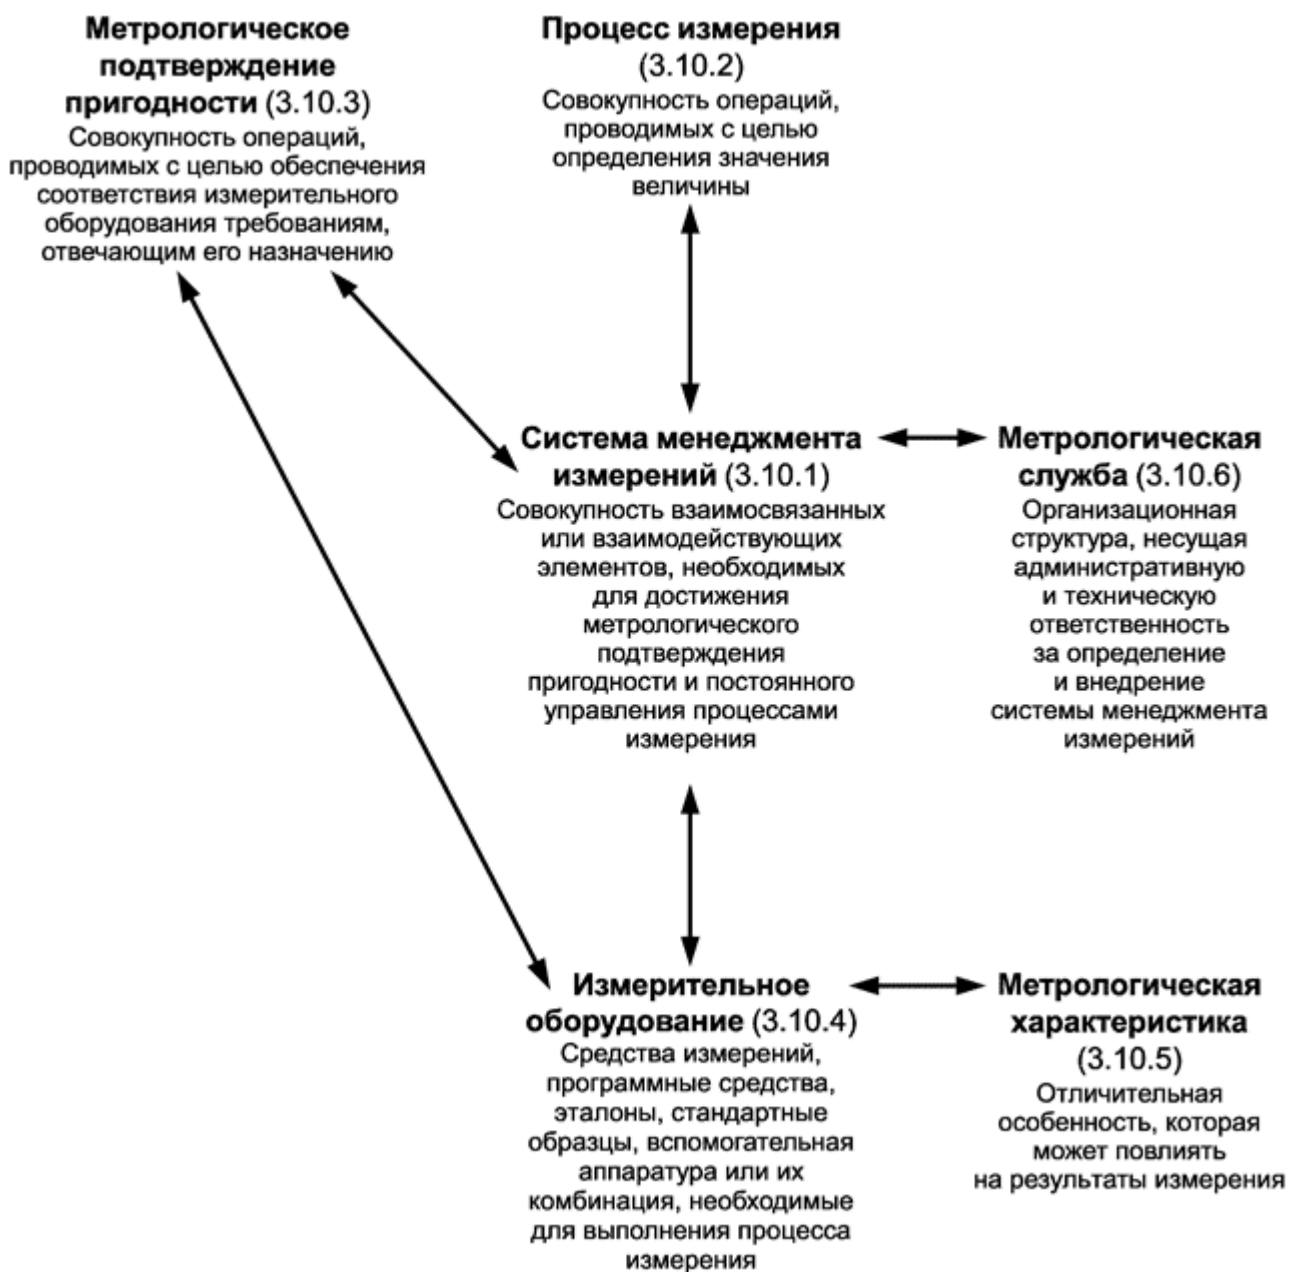 Метрологическое
подтверждение
пригодности (3.10.3)
Совокупность операций,
проводимых с целью обеспечения
соответствия измерительного
оборудования требованиям,
отвечающим его назначению
Процесс измерения
(3.10.2)
Совокупность операций,
проводимых с целью
определения значения
величины
Система менеджмента
измерений (3.10.1)
Совокупность взаимосвязанных
или взаимодействующих
элементов, необходимых
для достижения
метрологического
подтверждения
пригодности и постоянного
управления процессами
измерения
Метрологическая
служба (3.10.6)
Организационная
структура, несущая
административную
и техническую
ответственность
за определение
и внедрение
системы менеджмента
измерений
Измерительное
оборудование (3.10.4)
Средства измерений,
программные средства,
эталоны, стандартные
образцы, вспомогательная
аппаратура или их
комбинация, необходимые
для выполнения процесса
измерения
Метрологическая
характеристика
(3.10.5)
Отличительная
особенность, которая
может повлиять
на результаты измерения